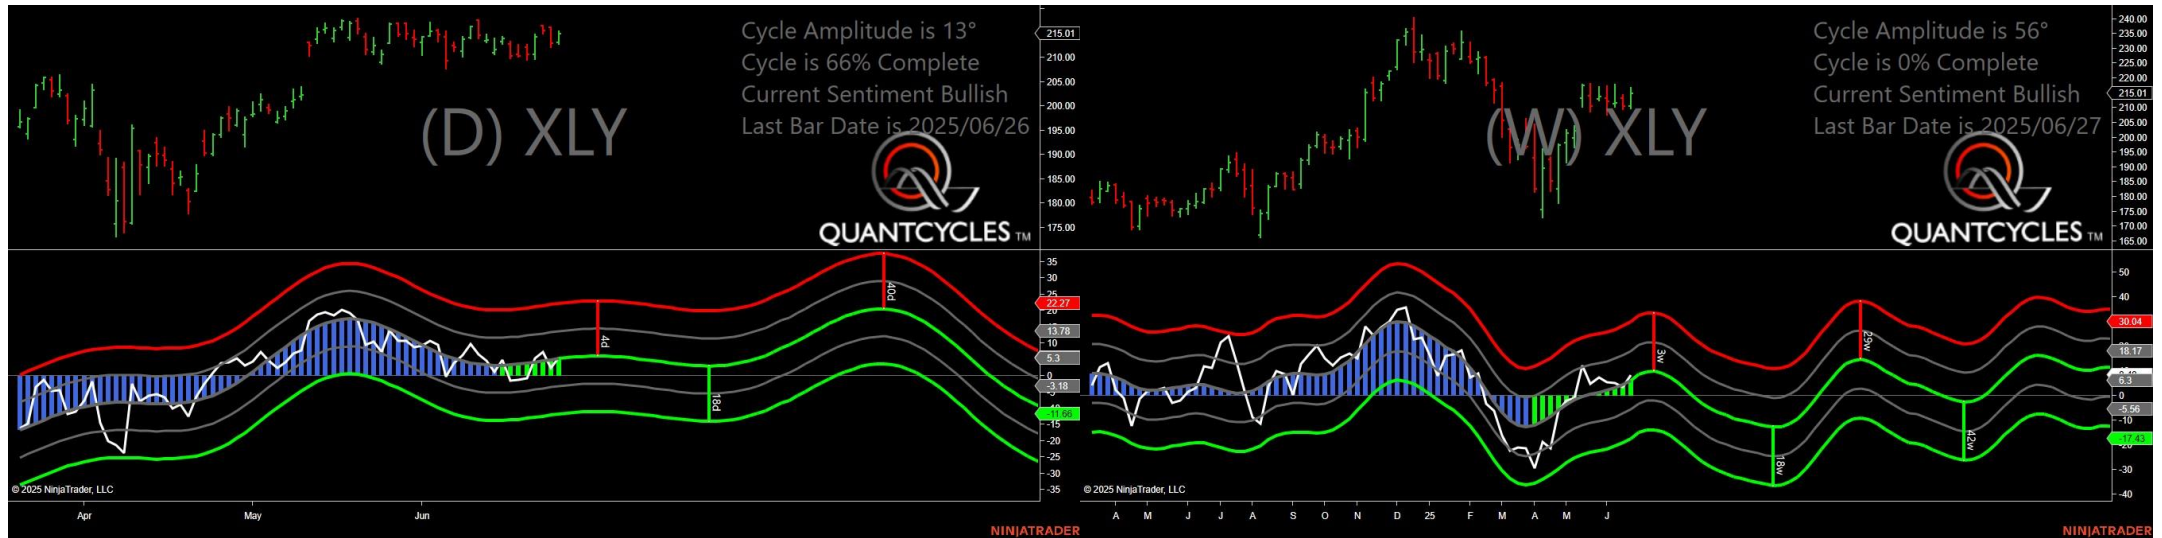 Cycle Amplitude is 13°
Cycle is 66% Complete
Current Sentiment Bullish
Last Bar Date is 2025/06/26
(D) XLY
QUANTCYCLES TM
215.01
210.00
205.00
200.00
195.00
190.00
185.00
180.00
175.00
35
30
25
22.27
20
13.78
10
5.3
0
-3.18
-11.66
-15
-20
-25
-30
-35
4d
18d
40d
© 2025 NinjaTrader, LLC
Apr
May
Jun
NINJATRADER
Cycle Amplitude is 56°
Cycle is 0% Complete
Current Sentiment Bullish
Last Bar Date is 2025/06/27
(W) XLY
QUANTCYCLES TM
240.00
235.00
230.00
225.00
220.00
215.01
210.00
205.00
200.00
195.00
190.00
185.00
180.00
175.00
170.00
165.00
50
40
30.04
18.17
6.3
0
-5.56
-10
-17.43
-30
-40
3w
18w
29w
42w
© 2025 NinjaTrader, LLC
A M J J A S O N D 25 F M A M J
NINJATRADER